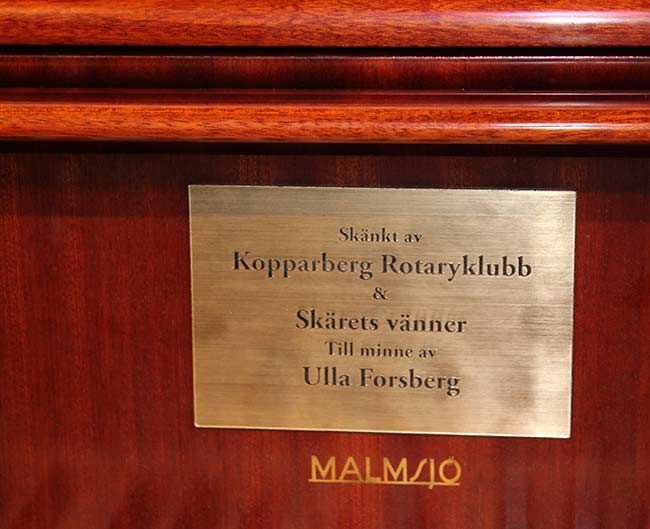 Skänkt av
Kopparberg Rotaryklubb
&
Skärets vänner
Till minne av
Ulla Forsberg
MALMSJÖ